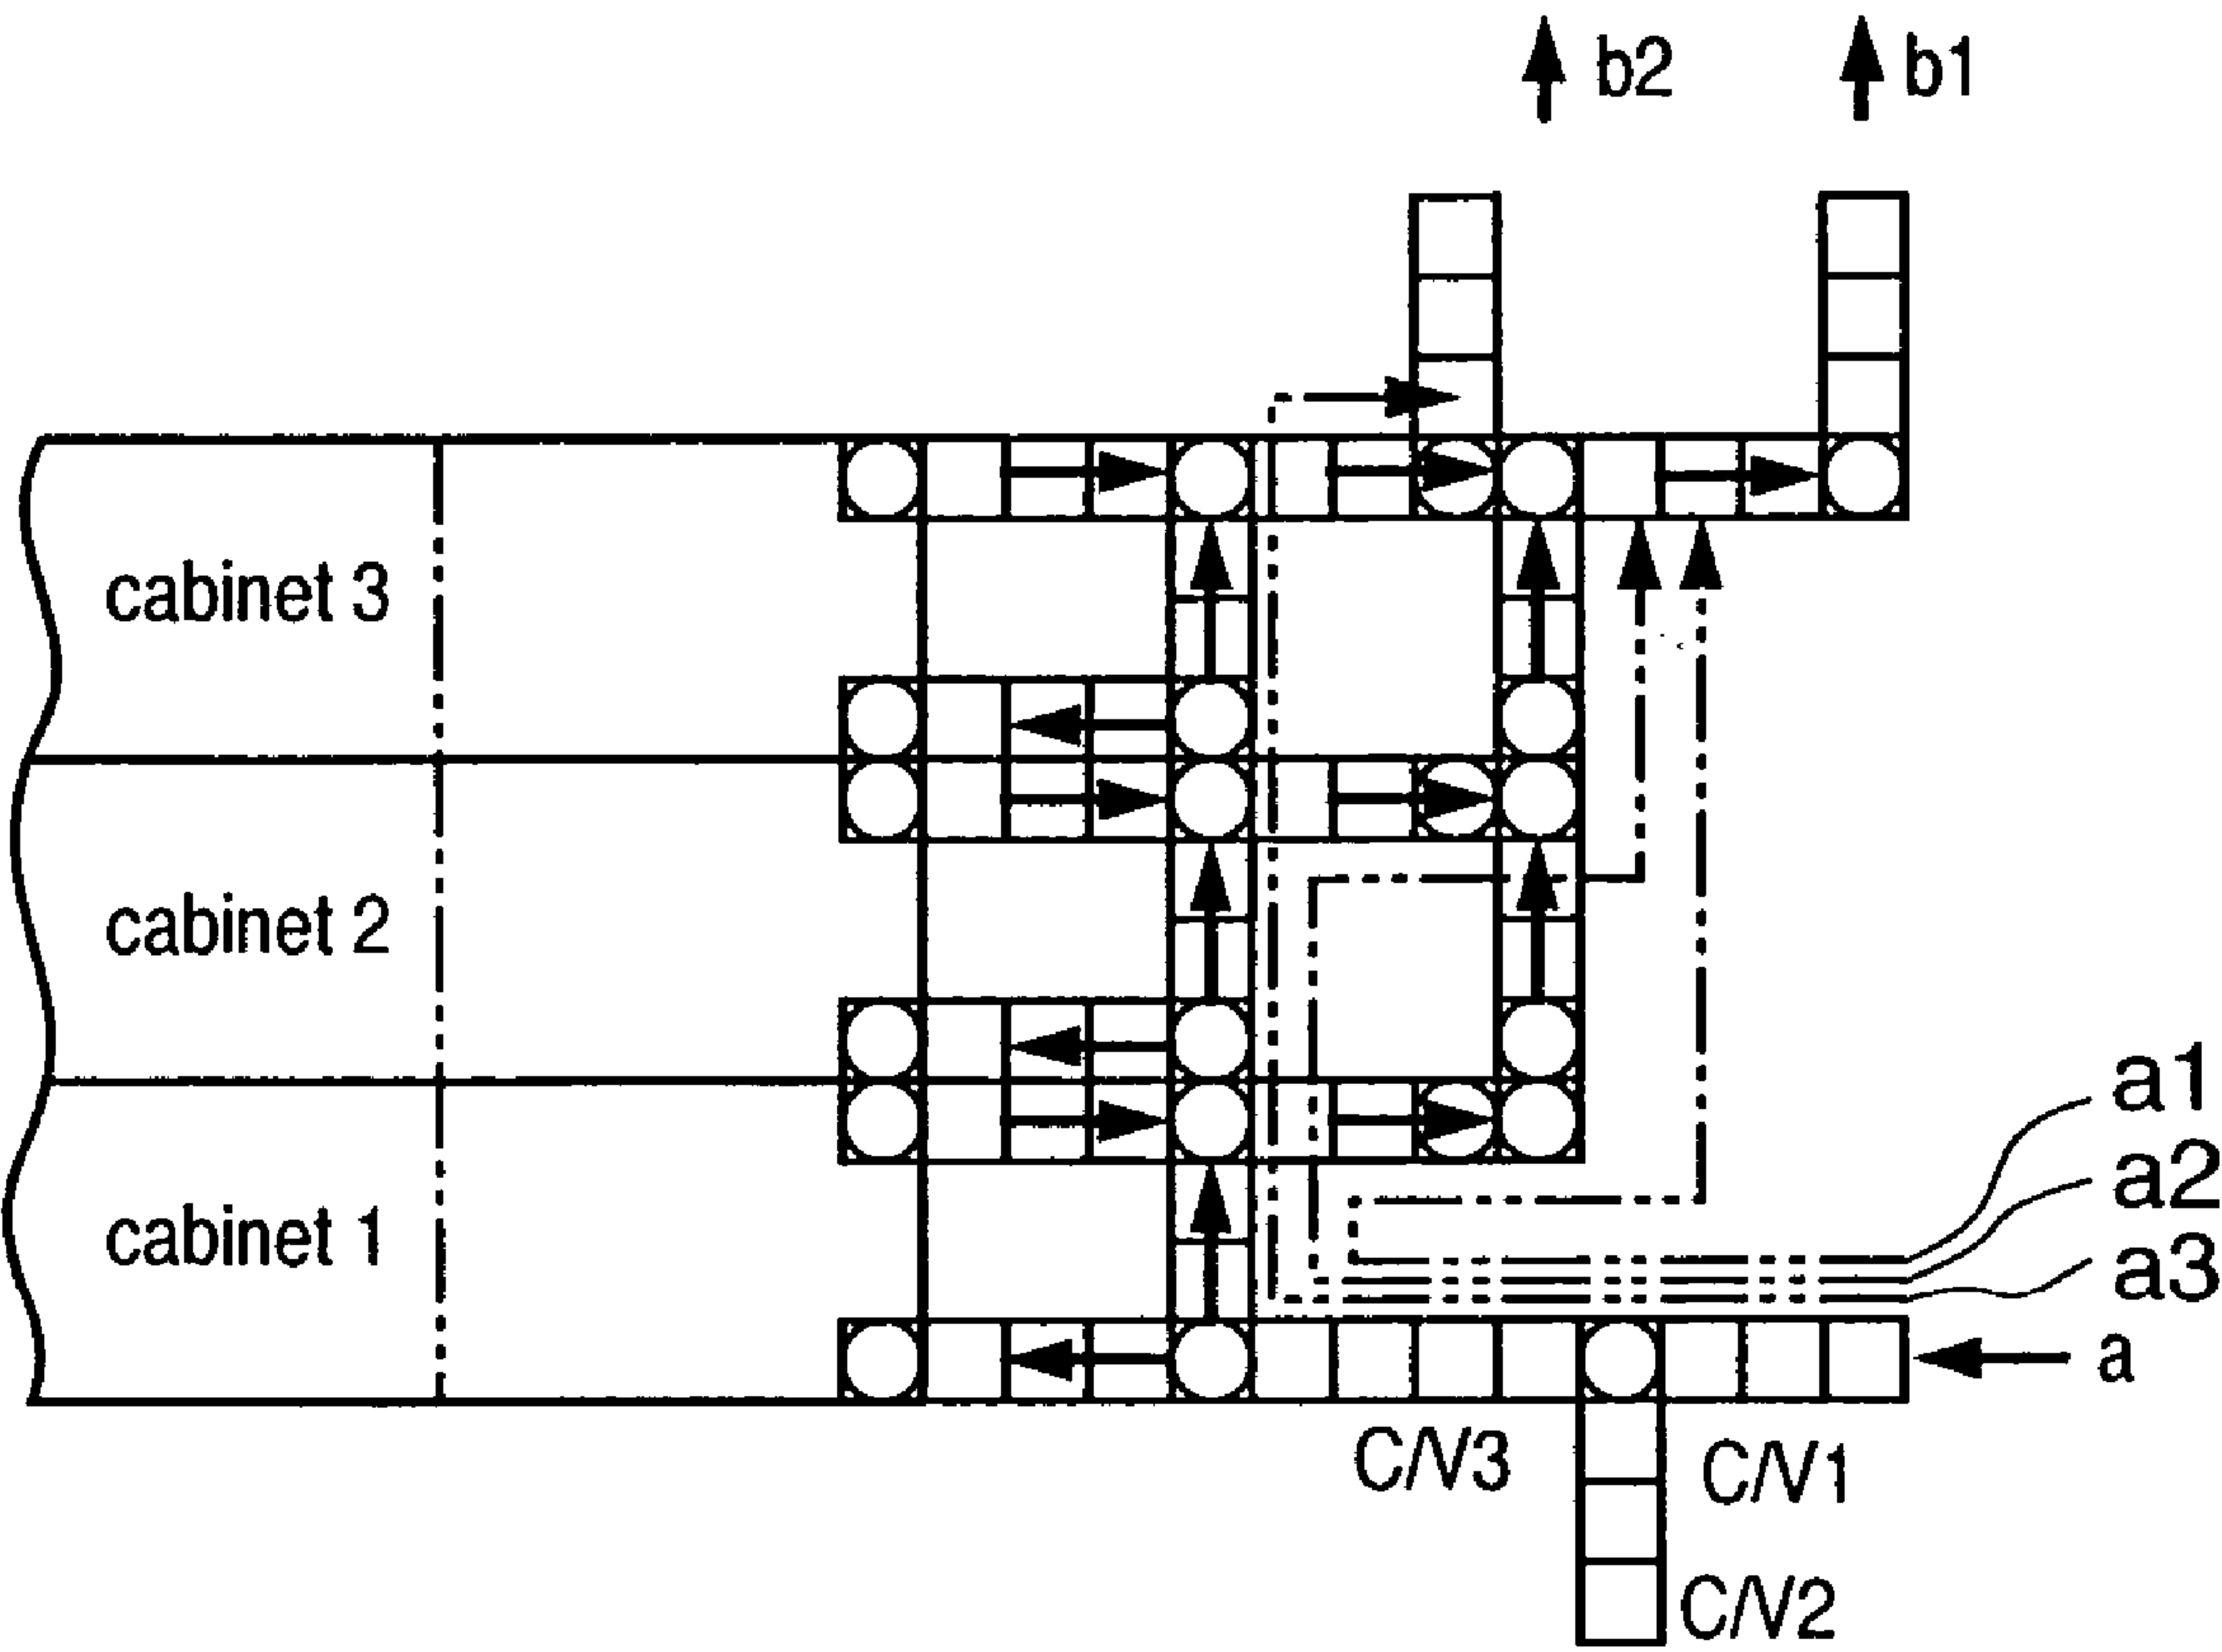 b2 b1
cabinet 3
cabinet 2
a1
a2
cabinet 1
a3
a
C/V3
C/V1
C/V2